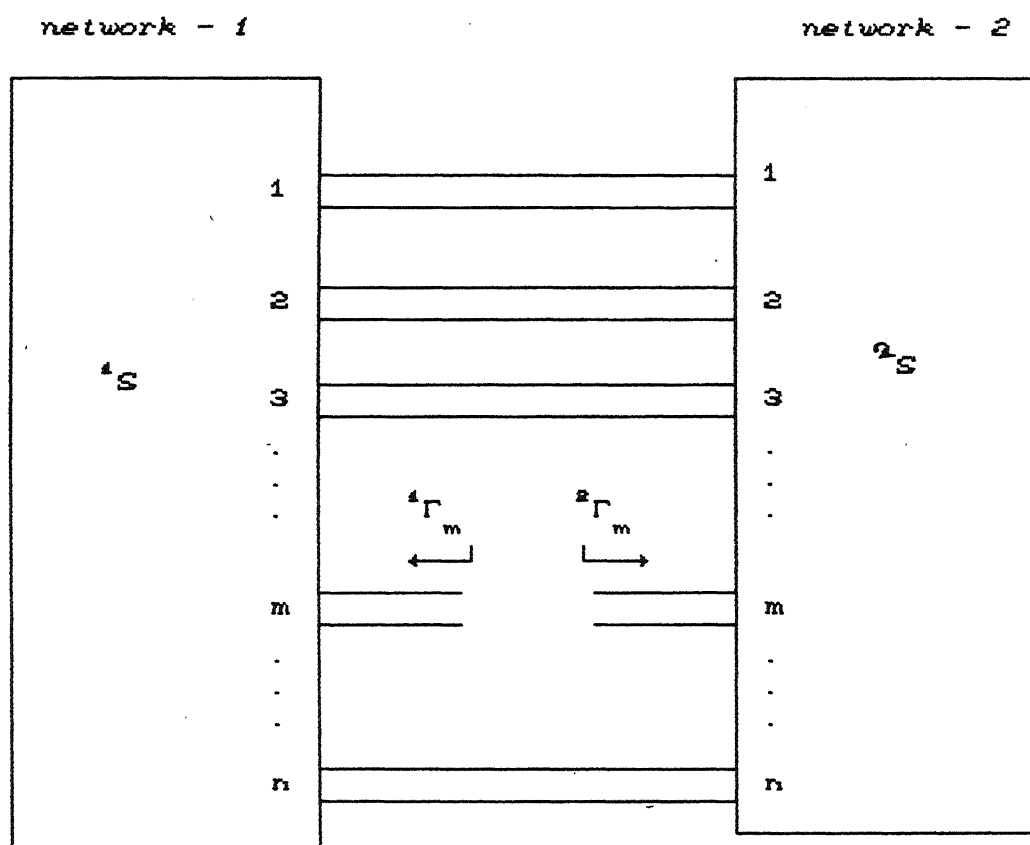 network - 1 network - 2
1 1
2 2
¹S ²S
3 3
. .
. .
. .
¹Γₘ ²Γₘ
m m
. .
. .
. .
n n